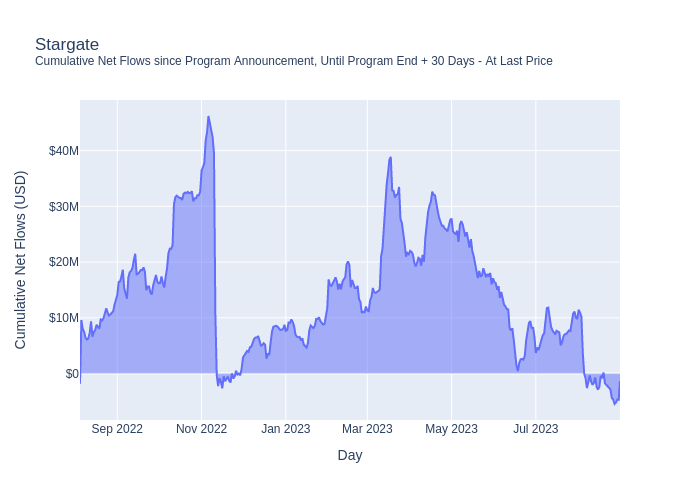 Stargate
Cumulative Net Flows since Program Announcement, Until Program End + 30 Days - At Last Price
Cumulative Net Flows (USD)
$40M
$30M
$20M
$10M
$0
Sep 2022
Nov 2022
Jan 2023
Mar 2023
May 2023
Jul 2023
Day